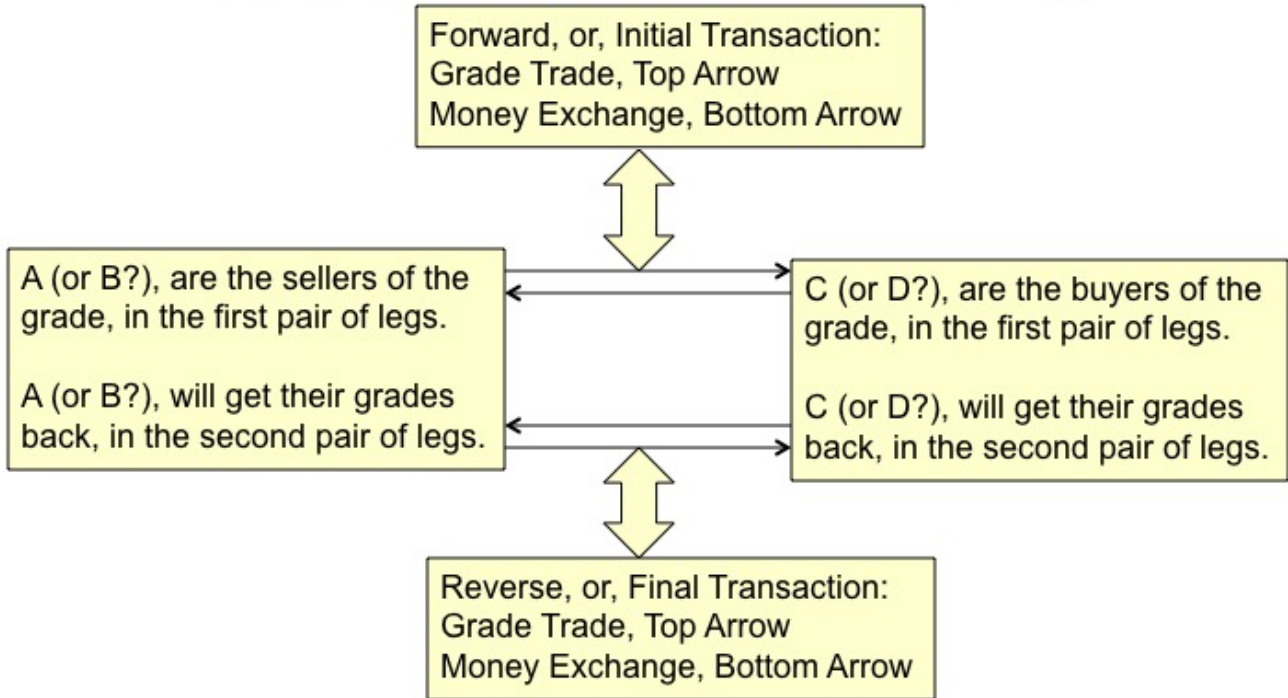 Forward, or, Initial Transaction:
Grade Trade, Top Arrow
Money Exchange, Bottom Arrow
A (or B?), are the sellers of the
grade, in the first pair of legs.
A (or B?), will get their grades
back, in the second pair of legs.
C (or D?), are the buyers of the
grade, in the first pair of legs.
C (or D?), will get their grades
back, in the second pair of legs.
Reverse, or, Final Transaction:
Grade Trade, Top Arrow
Money Exchange, Bottom Arrow